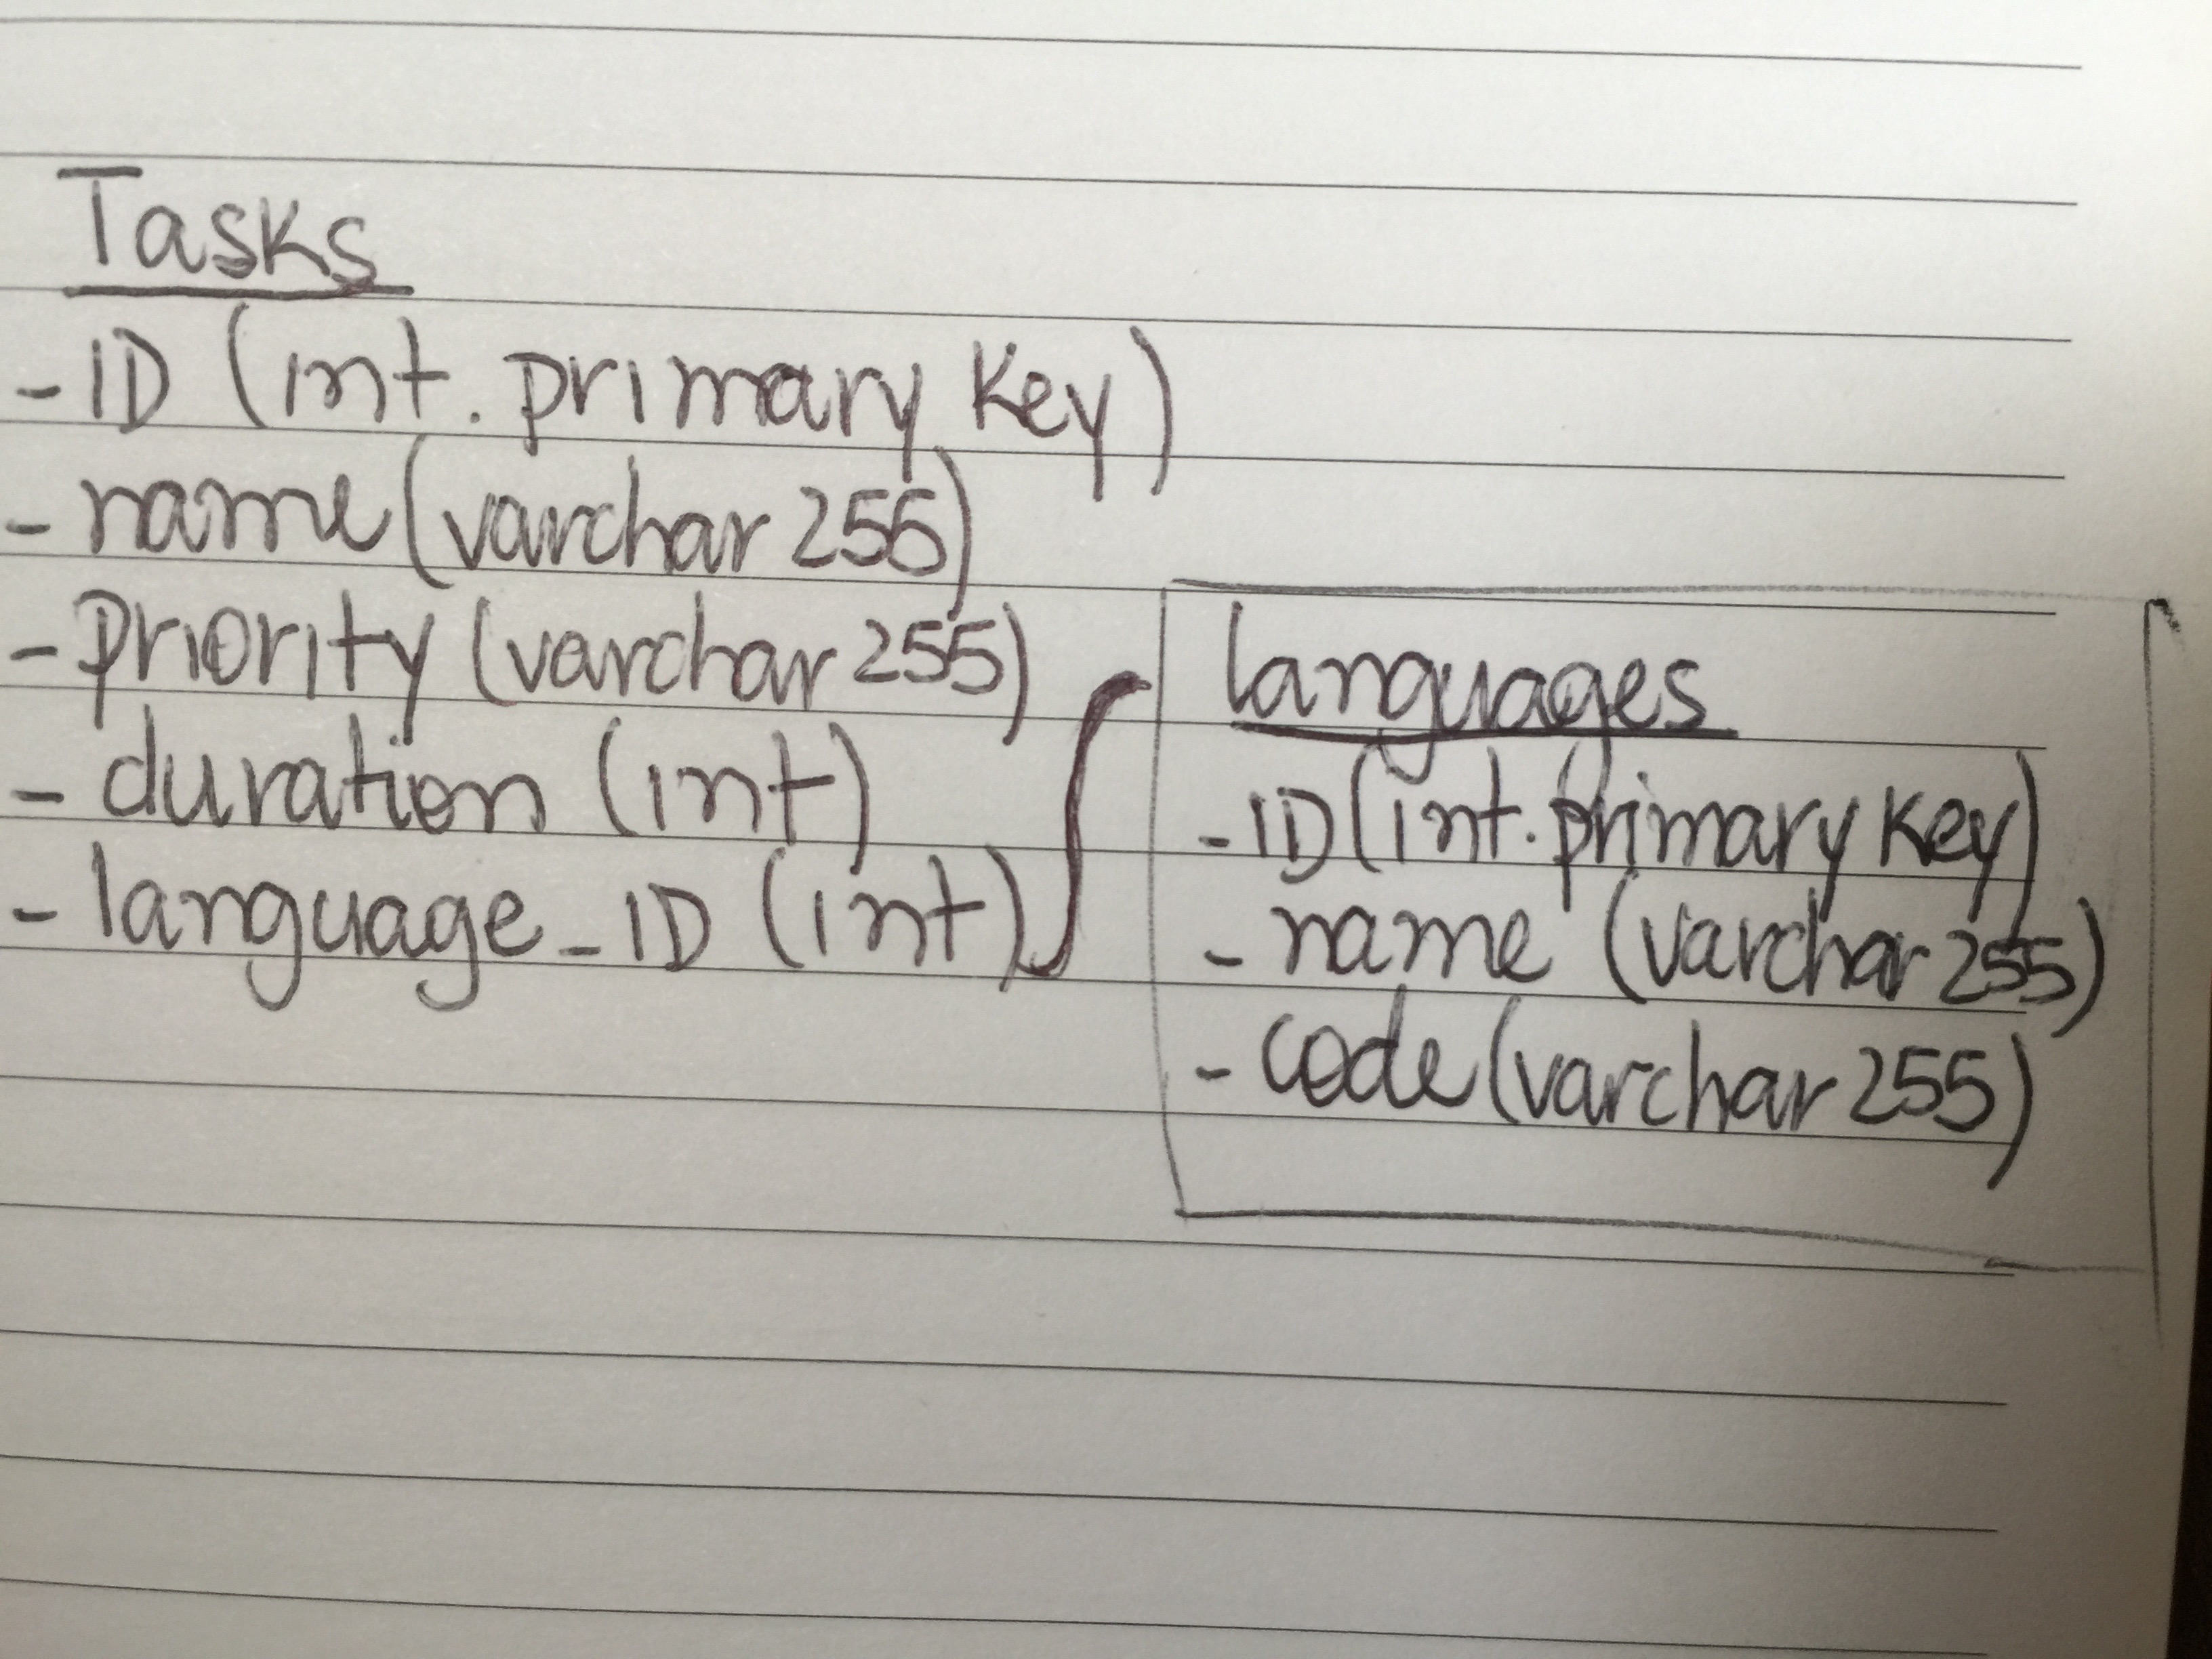 Tasks
- ID (int. primary key)
- name (varchar 255)
- Priority (varchar 255)
- duration (int)
- language_ID (int)
languages
- ID (int. primary key)
- name (varchar 255)
- code (varchar 255)